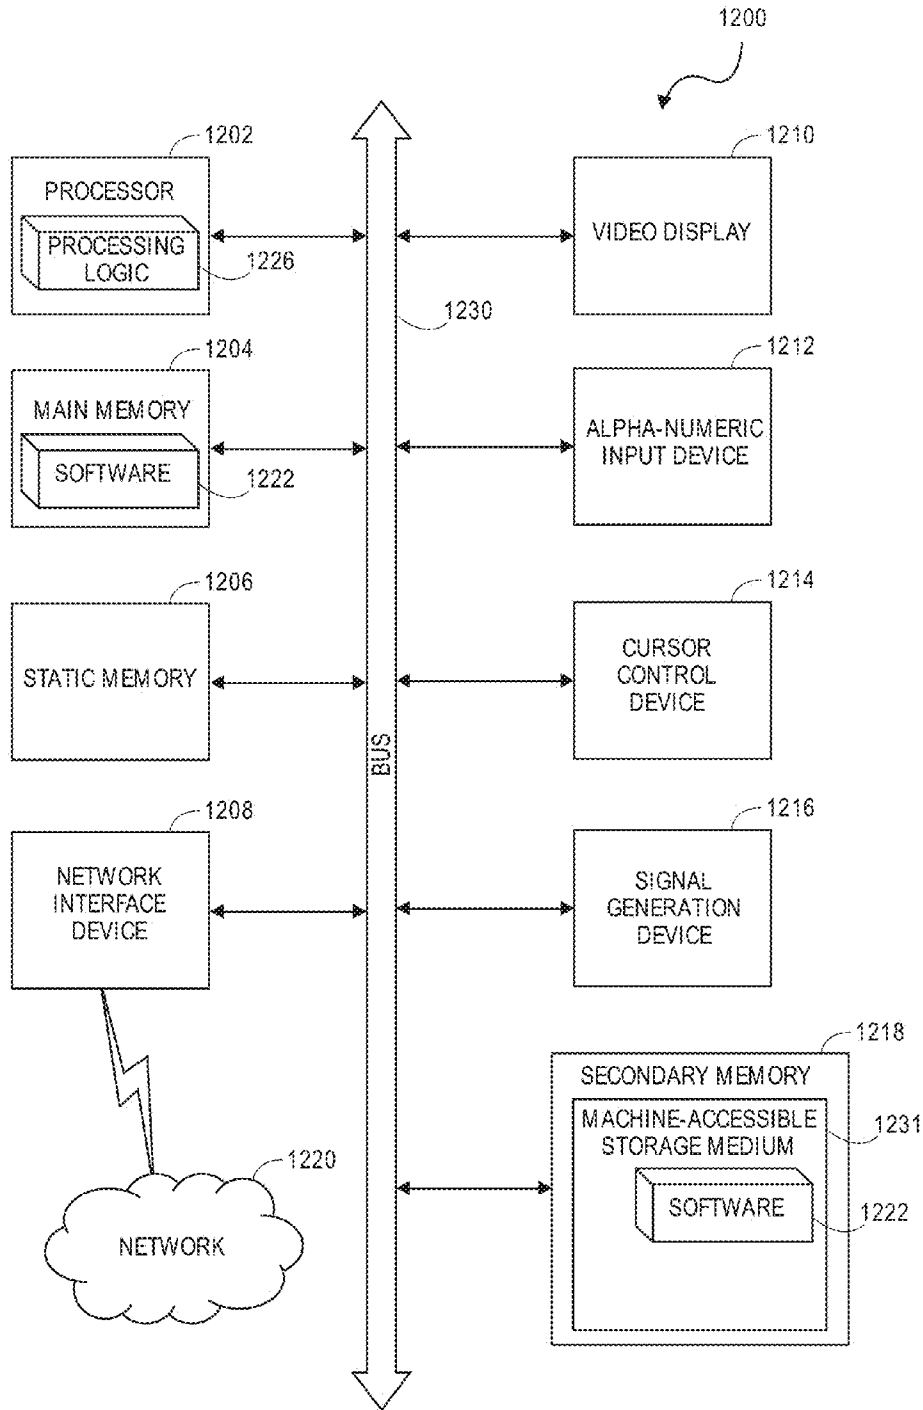 1200
1202
PROCESSOR
PROCESSING
LOGIC
1226
1210
VIDEO DISPLAY
1230
1204
MAIN MEMORY
SOFTWARE
1222
1212
ALPHA-NUMERIC
INPUT DEVICE
1206
STATIC MEMORY
1214
CURSOR
CONTROL
DEVICE
BUS
1208
NETWORK
INTERFACE
DEVICE
1216
SIGNAL
GENERATION
DEVICE
1218
SECONDARY MEMORY
MACHINE-ACCESSIBLE
STORAGE MEDIUM
1231
SOFTWARE
1222
1220
NETWORK